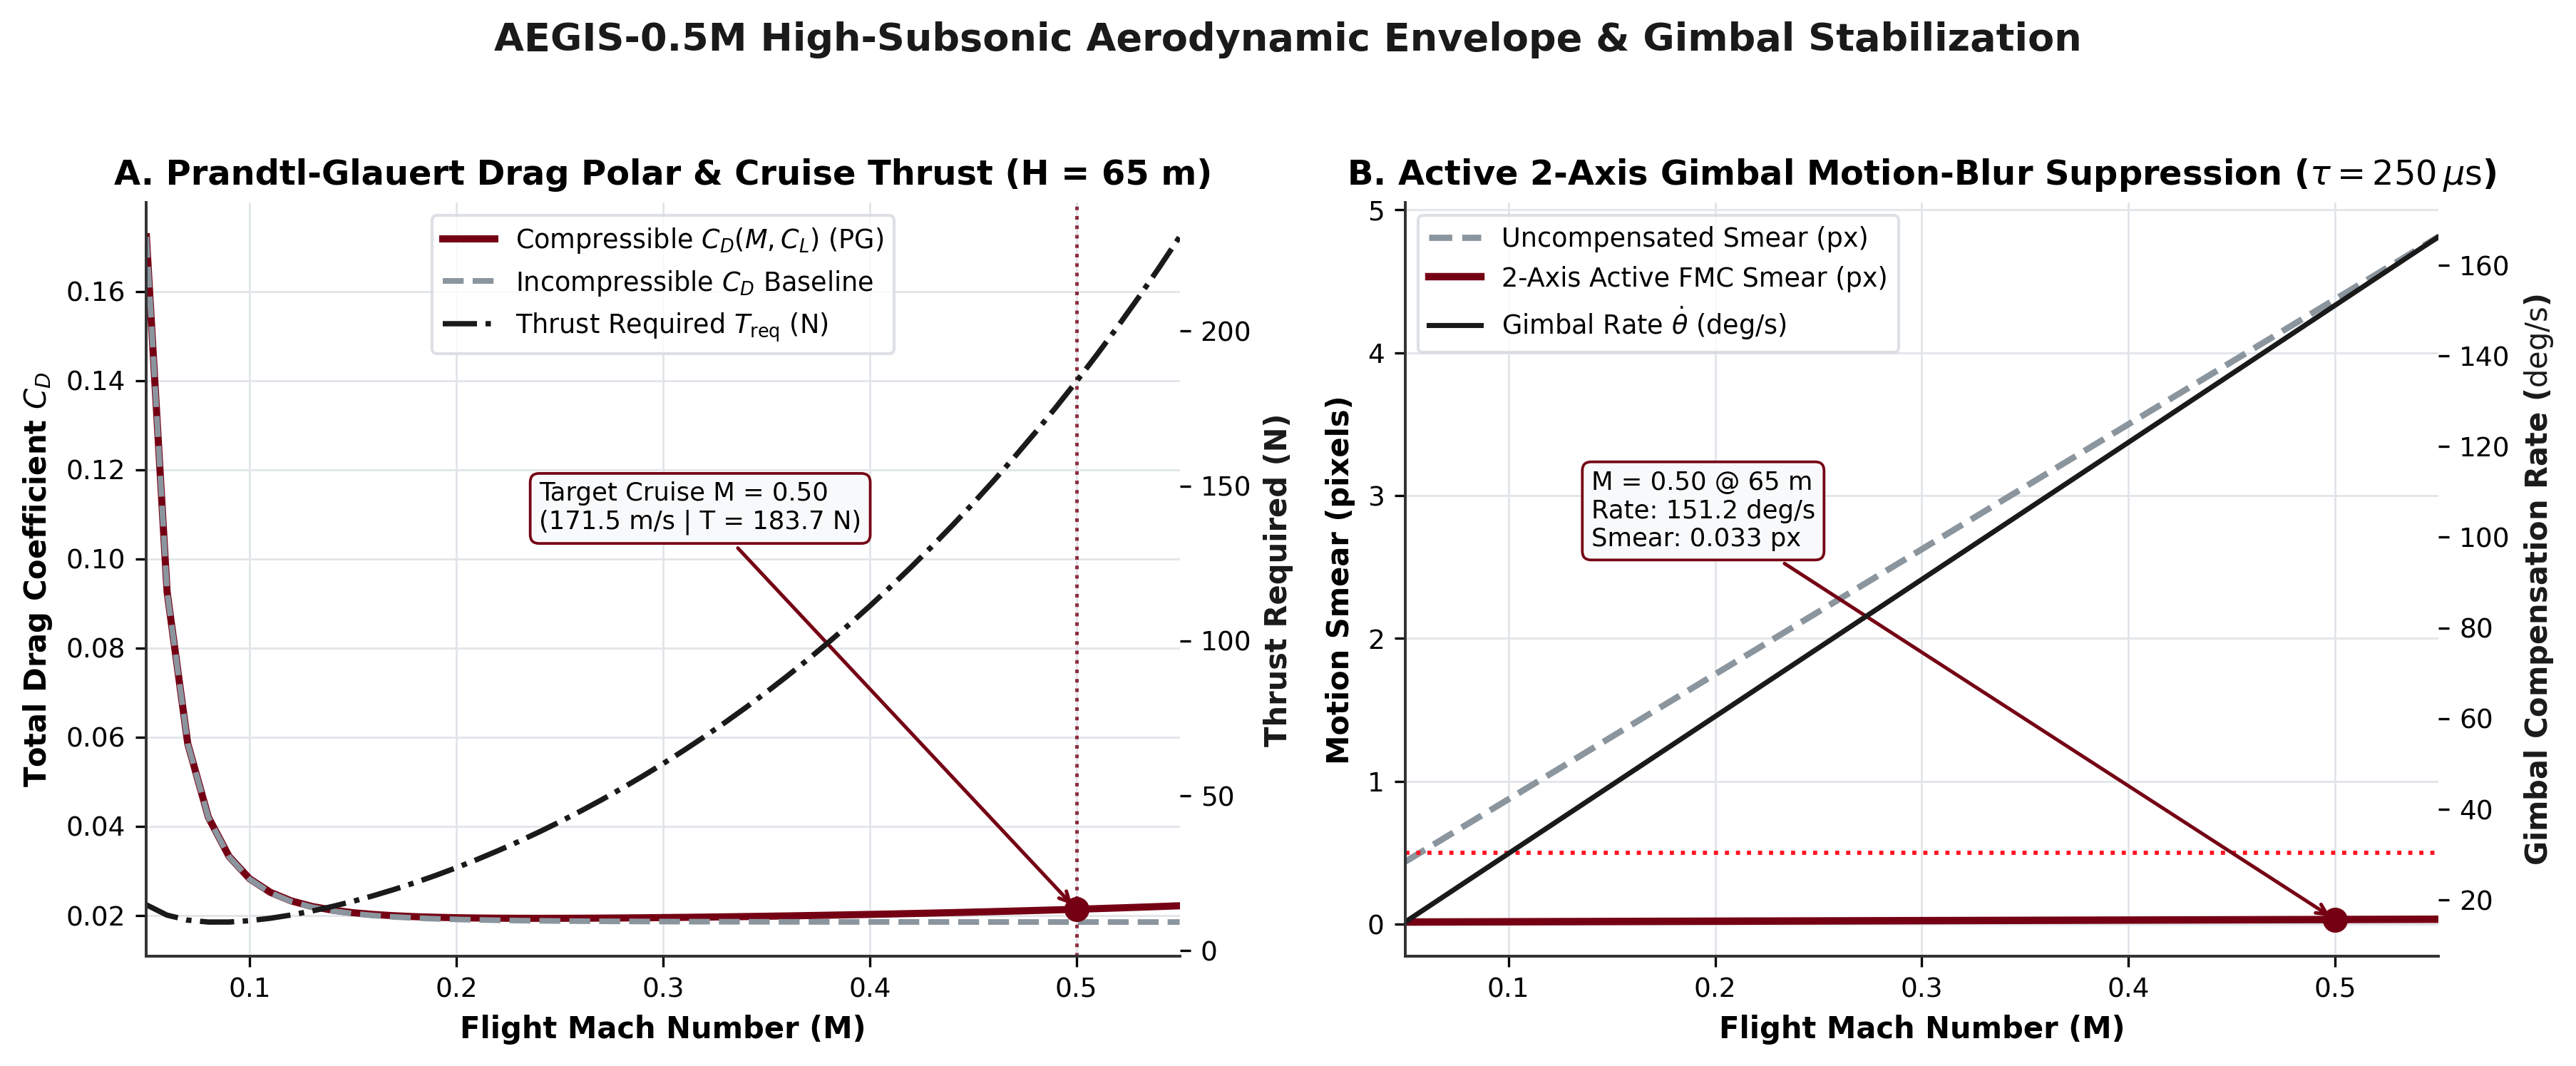 AEGIS-0.5M High-Subsonic Aerodynamic Envelope & Gimbal Stabilization
A. Prandtl-Glauert Drag Polar & Cruise Thrust (H = 65 m)
Compressible C_D(M, C_L) (PG)
Incompressible C_D Baseline
Thrust Required T_req (N)
Target Cruise M = 0.50
(171.5 m/s | T = 183.7 N)
Total Drag Coefficient C_D
0.16
0.14
0.12
0.10
0.08
0.06
0.04
0.02
200
150
100
50
0
Thrust Required (N)
0.1 0.2 0.3 0.4 0.5
Flight Mach Number (M)
B. Active 2-Axis Gimbal Motion-Blur Suppression (τ = 250 μs)
Uncompensated Smear (px)
2-Axis Active FMC Smear (px)
Gimbal Rate θ̇ (deg/s)
M = 0.50 @ 65 m
Rate: 151.2 deg/s
Smear: 0.033 px
Motion Smear (pixels)
5
4
3
2
1
0
160
140
120
100
80
60
40
20
Gimbal Compensation Rate (deg/s)
0.1 0.2 0.3 0.4 0.5
Flight Mach Number (M)